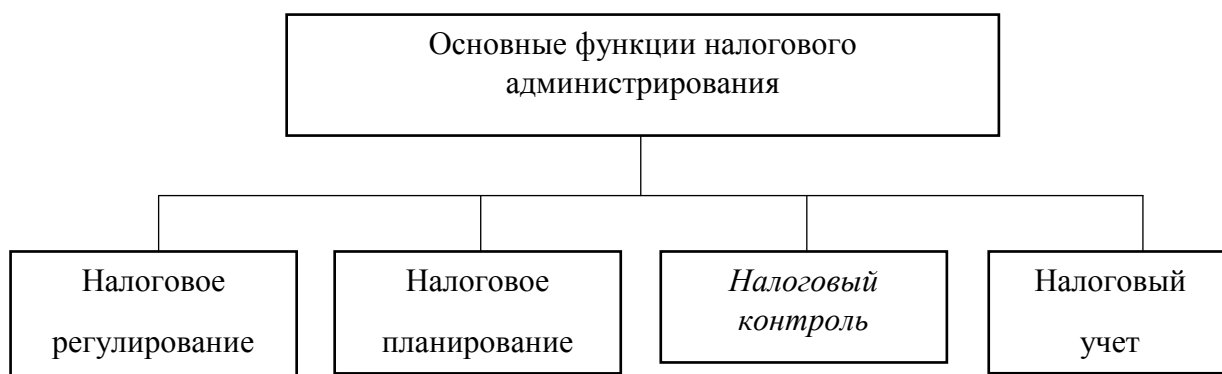 Основные функции налогового
администрирования
Налоговое
регулирование
Налоговое
планирование
Налоговый
контроль
Налоговый
учет